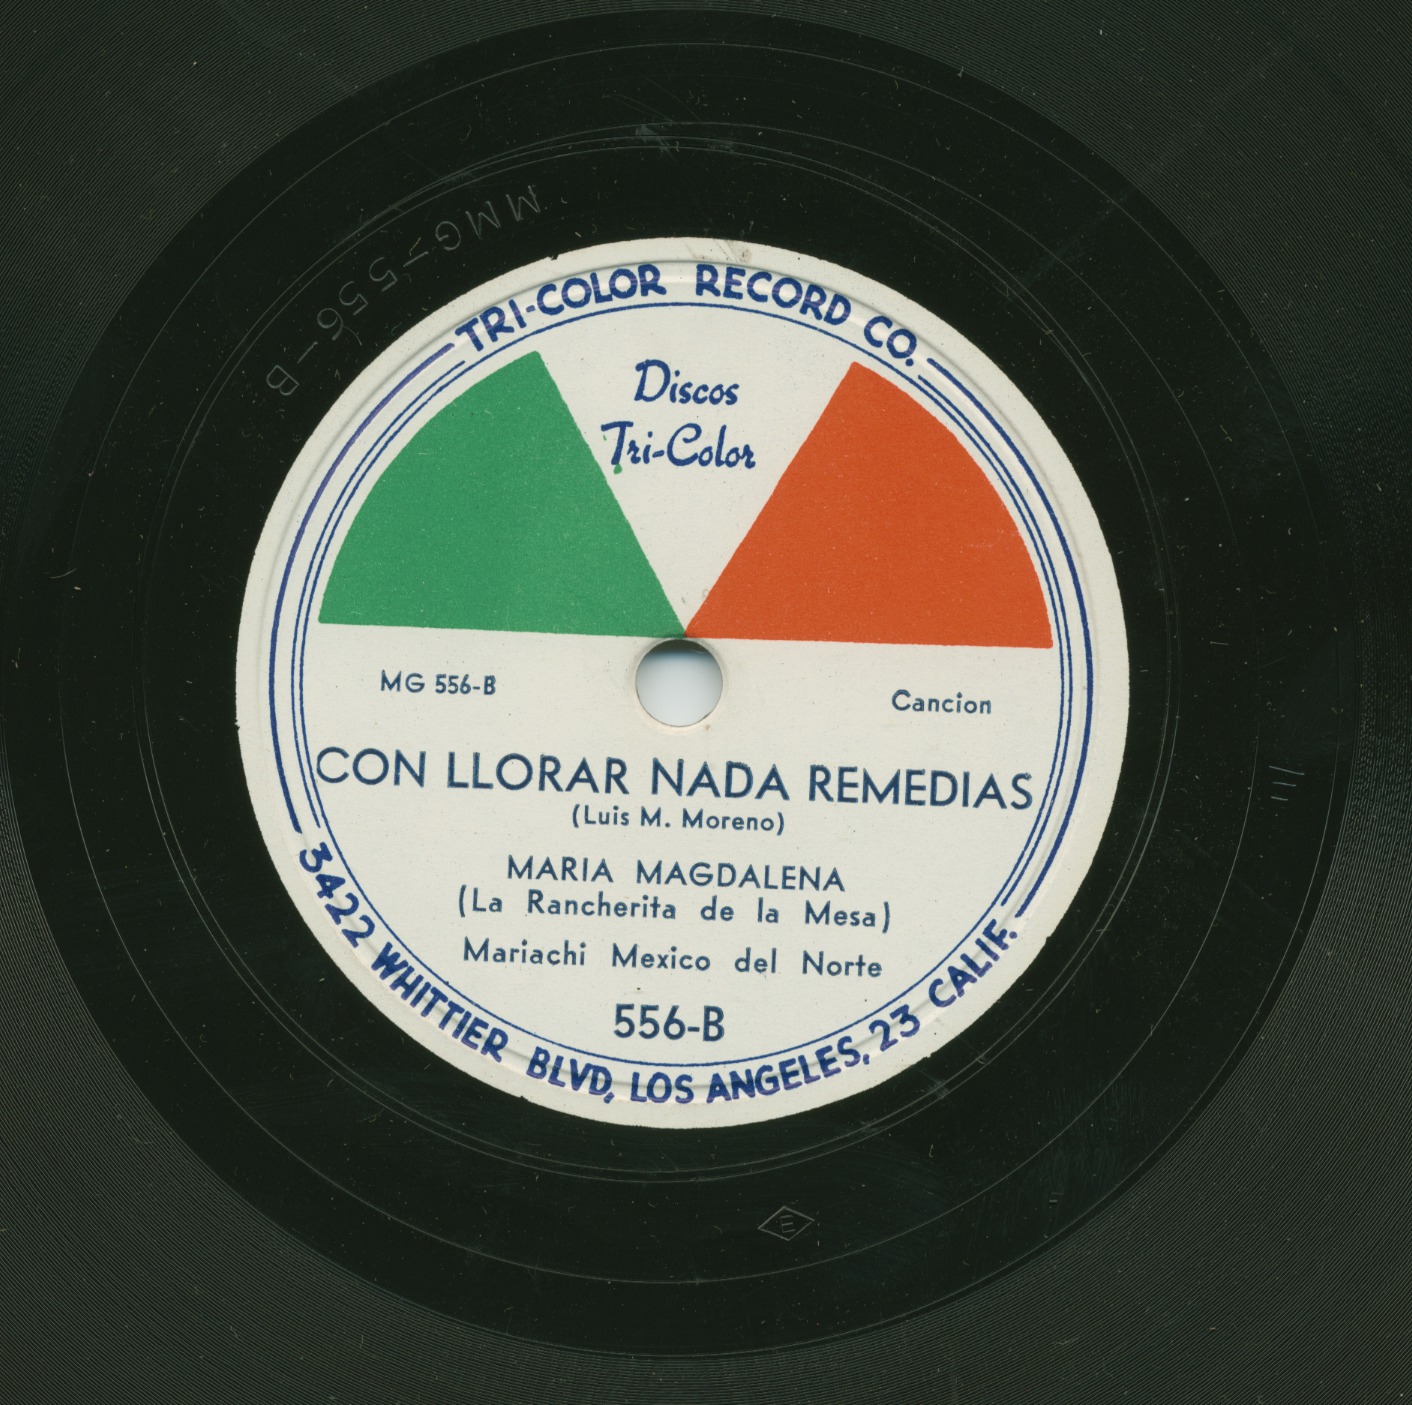 MMG-556-B
TRI-COLOR RECORD CO.
Discos
Tri-Color
MG 556-B
Cancion
CON LLORAR NADA REMEDIAS
(Luis M. Moreno)
MARIA MAGDALENA
(La Rancherita de la Mesa)
Mariachi Mexico del Norte
556-B
3422 WHITTIER BLVD, LOS ANGELES, 23 CALIF.
III
E